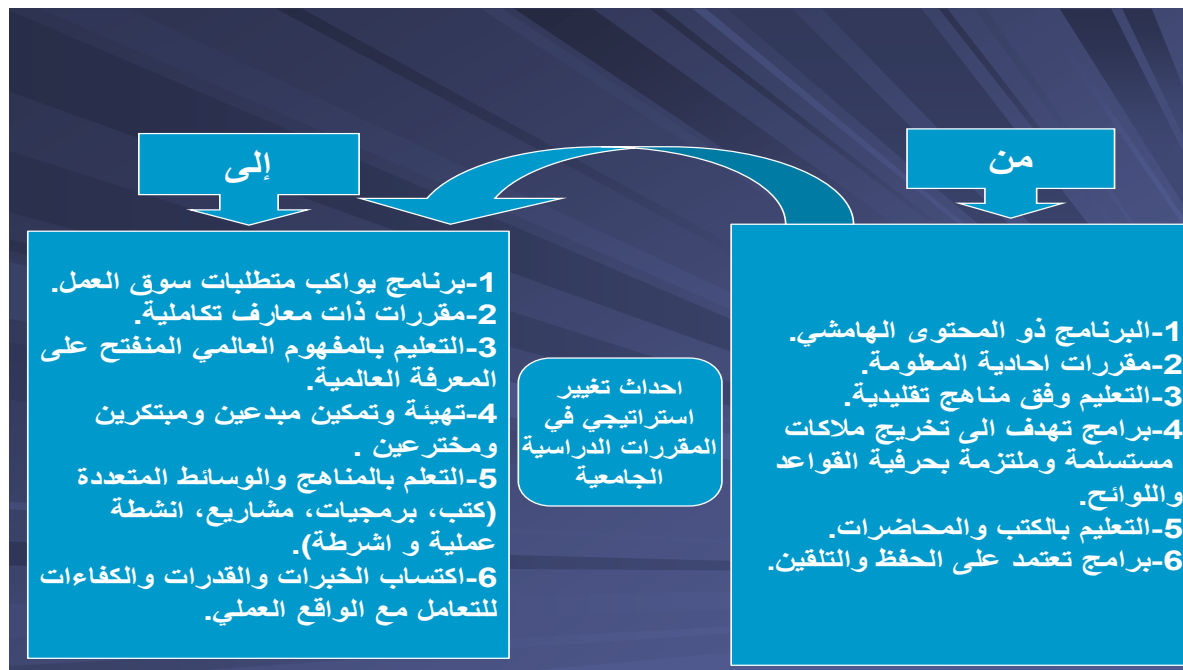 من
1-البرنامج ذو المحتوى الهامشي.
2-مقررات احادية المعلومة.
3-التعليم وفق مناهج تقليدية.
4-برامج تهدف الى تخريج ملاكات
مستسلمة وملتزمة بحرفية القواعد
واللوائح.
5-التعليم بالكتب والمحاضرات.
6-برامج تعتمد على الحفظ والتلقين.
احداث تغيير
استراتيجي في
المقررات الدراسية
الجامعية
إلى
1-برنامج يواكب متطلبات سوق العمل.
2-مقررات ذات معارف تكاملية.
3-التعليم بالمفهوم العالمي المنفتح على
المعرفة العالمية.
4-تهيئة وتمكين مبدعين ومبتكرين
ومخترعين .
5-التعلم بالمناهج والوسائط المتعددة
(كتب، برمجيات، مشاريع، انشطة
عملية و اشرطة).
6-اكتساب الخبرات والقدرات والكفاءات
للتعامل مع الواقع العملي.